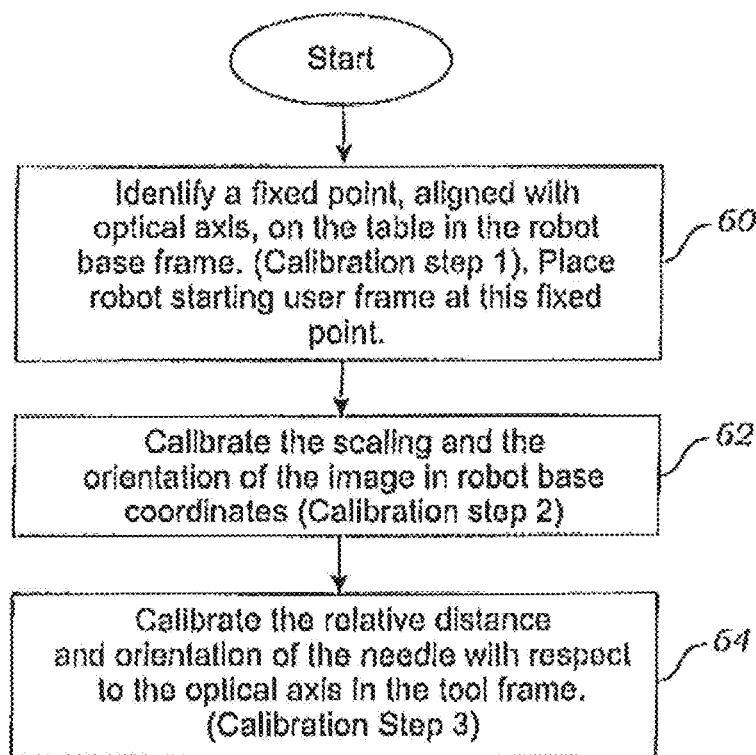 Start
Identify a fixed point, aligned with
optical axis, on the table in the robot
base frame. (Calibration step 1). Place
robot starting user frame at this fixed
point.
60
Calibrate the scaling and the
orientation of the image in robot base
coordinates (Calibration step 2)
62
Calibrate the relative distance
and orientation of the needle with respect
to the optical axis in the tool frame.
(Calibration Step 3)
64